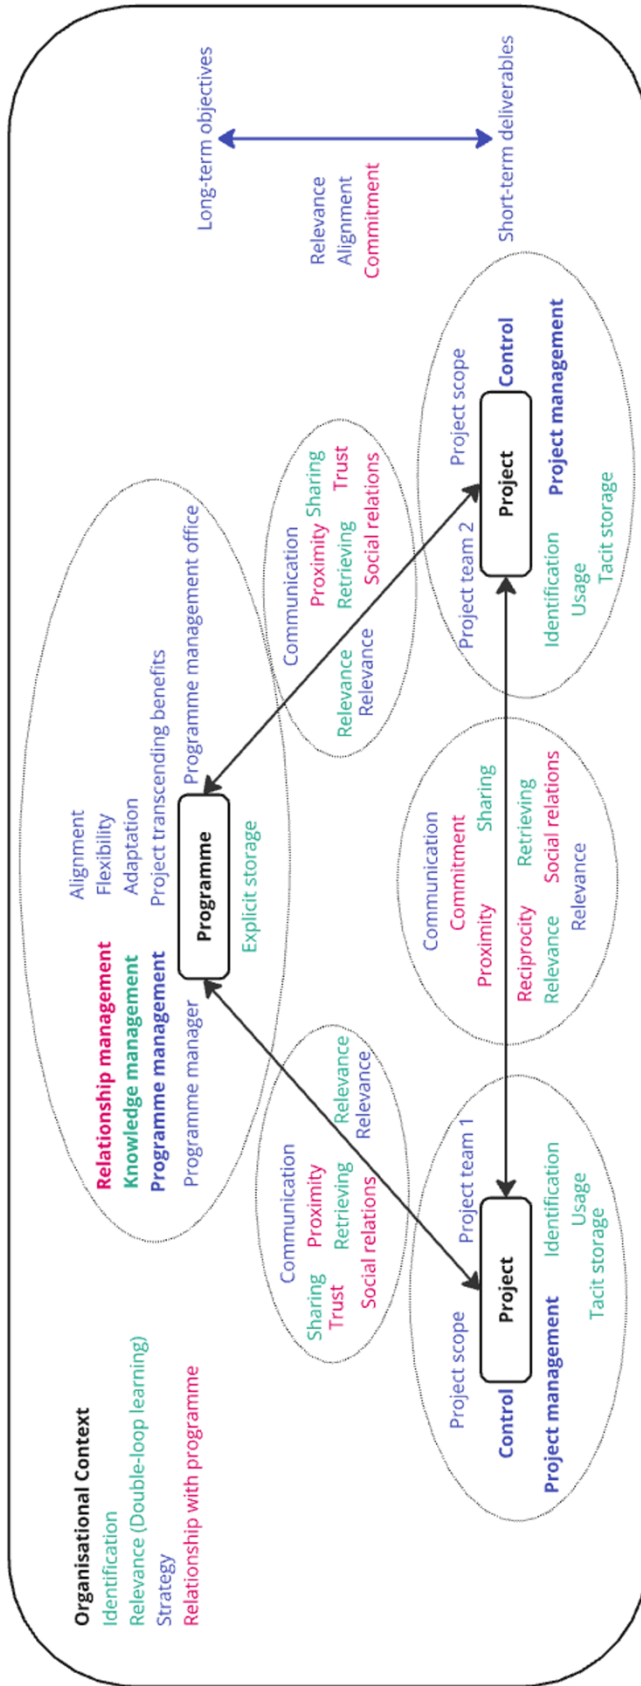 Organisational Context
Identification
Relevance (Double-loop learning)
Strategy
Relationship with programme
Relationship management
Knowledge management
Programme management
Programme manager
Alignment
Flexibility
Adaptation
Project transcending benefits
Programme management office
Programme
Explicit storage
Long-term objectives
Relevance
Alignment
Commitment
Short-term deliverables
Communication
Sharing
Proximity
Trust
Retrieving
Relevance
Social relations
Relevance
Communication
Proximity
Sharing
Trust
Relevance
Retrieving
Relevance
Social relations
Project scope
Project team 1
Control
Project
Project management
Identification
Usage
Tacit storage
Communication
Commitment
Proximity
Sharing
Reciprocity
Retrieving
Relevance
Social relations
Relevance
Project team 2
Project scope
Project
Control
Identification
Project management
Usage
Tacit storage